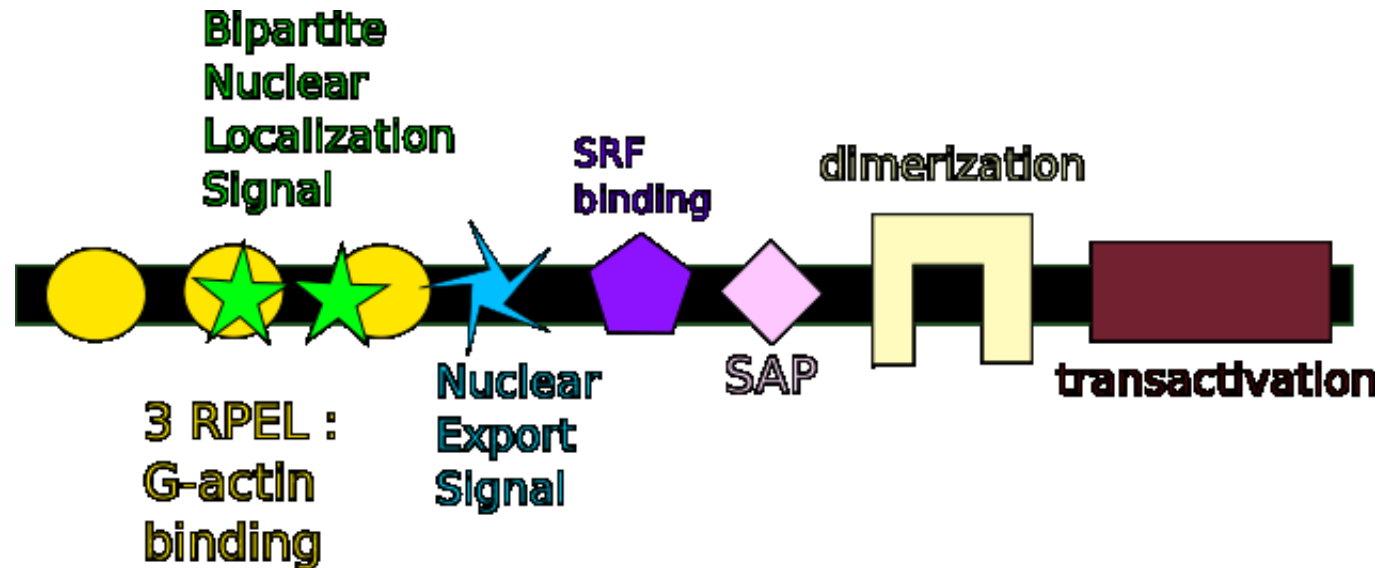 Bipartite
Nuclear
Localization
Signal
SRF
binding
dimerization
3 RPEL :
G-actin
binding
Nuclear
Export
Signal
SAP
transactivation